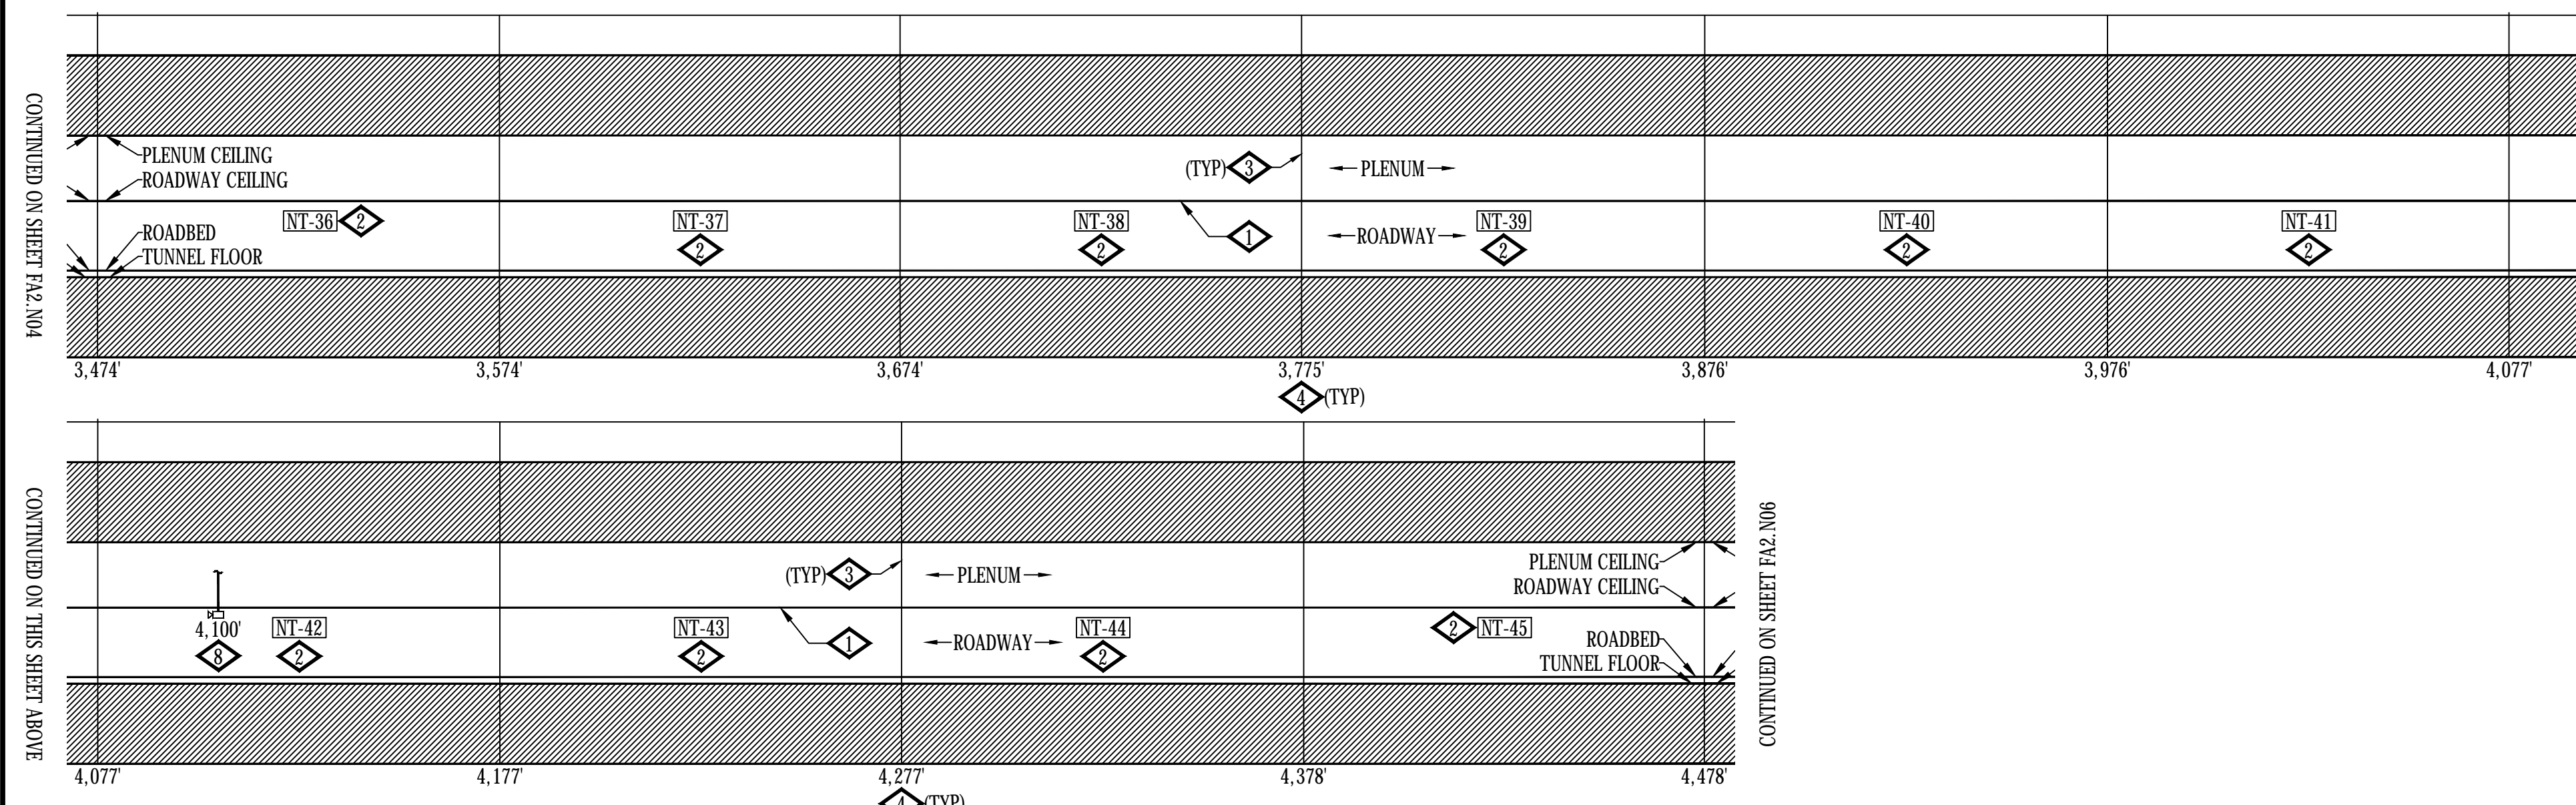 CONTINUED ON SHEET FA2.N04
PLENUM CEILING
ROADWAY CEILING
(TYP) 3
PLENUM
NT-36 2
NT-37
2
NT-38
2
1
ROADWAY
NT-39
2
NT-40
2
NT-41
2
ROADBED
TUNNEL FLOOR
3,474' 3,574' 3,674' 3,775' 3,876' 3,976' 4,077'
4 (TYP)
CONTINUED ON THIS SHEET ABOVE
4,100'
8
NT-42
2
NT-43
2
(TYP) 3
PLENUM
1
ROADWAY
NT-44
2
2 NT-45
PLENUM CEILING
ROADWAY CEILING
ROADBED
TUNNEL FLOOR
CONTINUED ON SHEET FA2.N06
4,077' 4,177' 4,277' 4,378' 4,478'
4 (TYP)